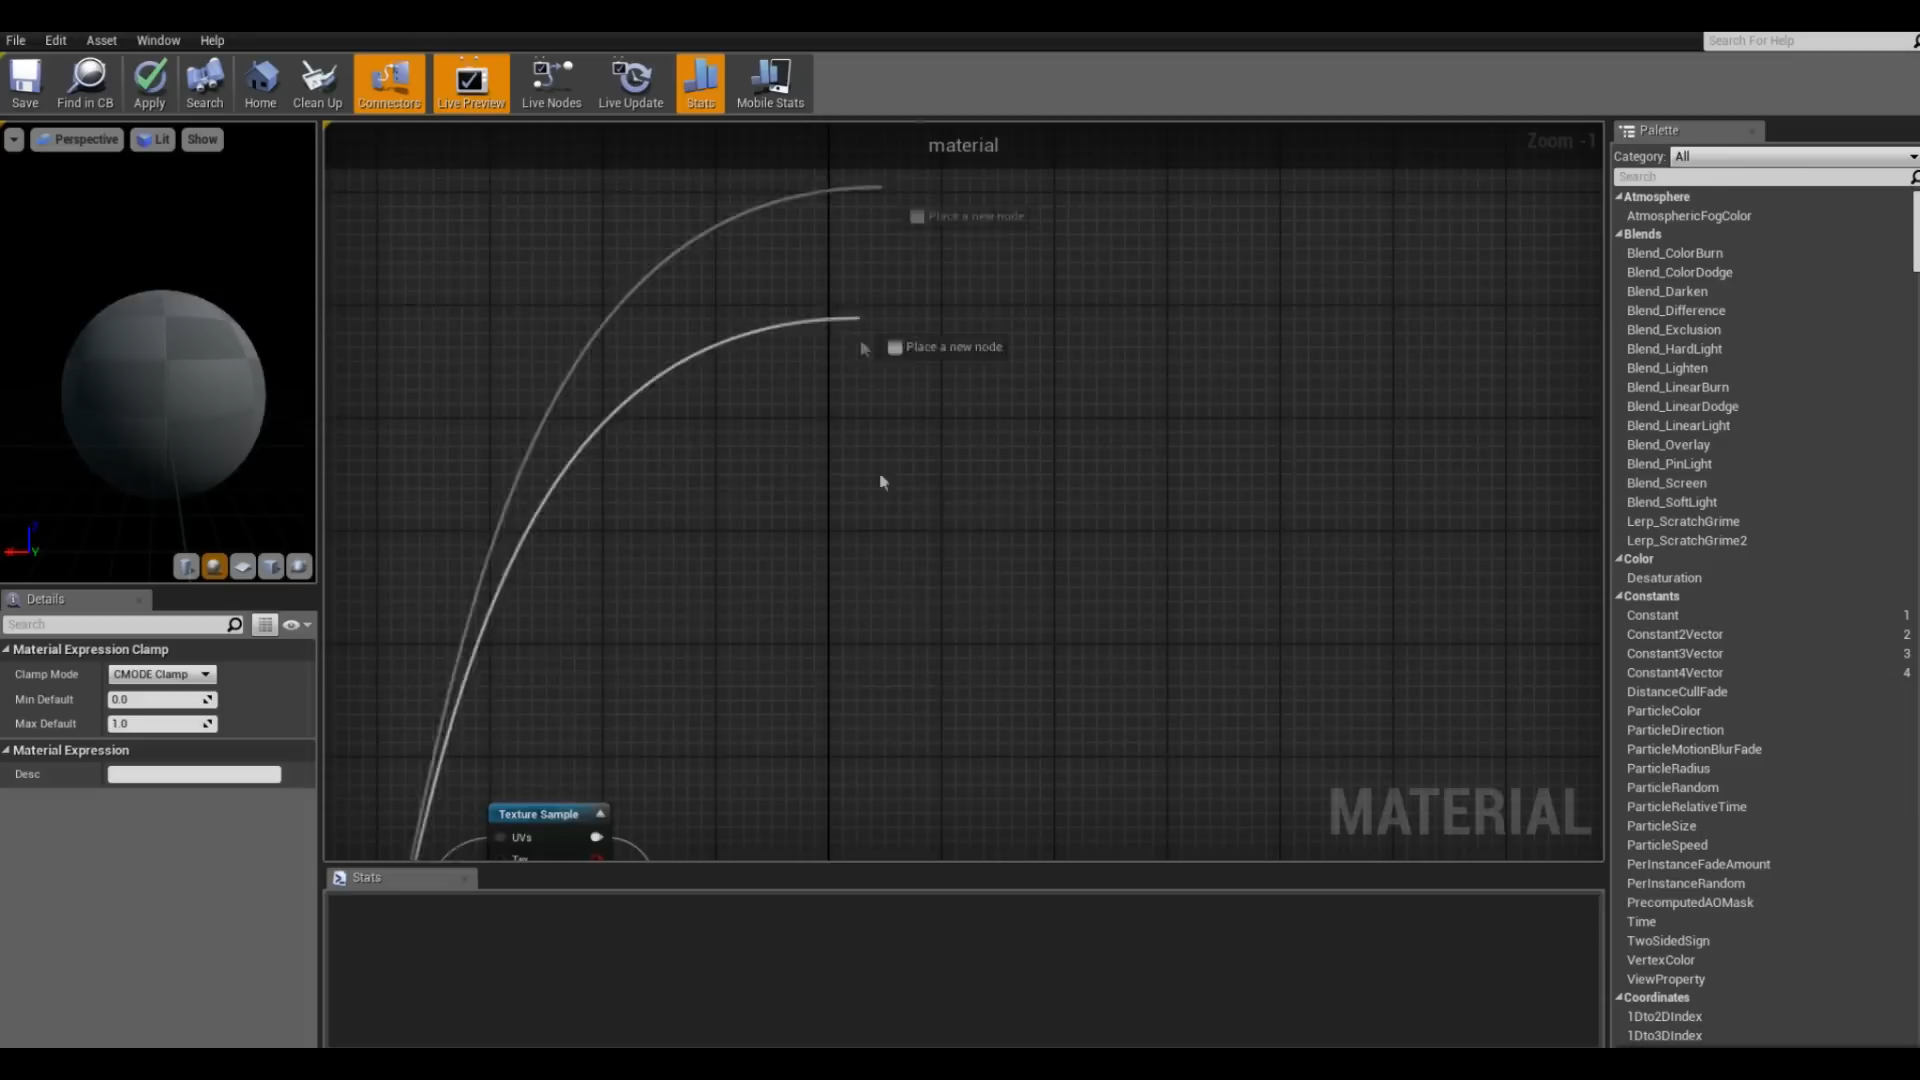 File Edit Asset Window Help
Search For Help
Save Find in CB Apply Search Home Clean Up Connectors Live Preview Live Nodes Live Update Stats Mobile Stats
Perspective Lit Show
material
Zoom -1
Place a new node
Place a new node
Texture Sample
UVs
Tex
MATERIAL
Stats
Details
Search
Material Expression Clamp
Clamp Mode CMODE Clamp
Min Default 0.0
Max Default 1.0
Material Expression
Desc
Palette
Category: All
Search
Atmosphere
AtmosphericFogColor
Blends
Blend_ColorBurn
Blend_ColorDodge
Blend_Darken
Blend_Difference
Blend_Exclusion
Blend_HardLight
Blend_Lighten
Blend_LinearBurn
Blend_LinearDodge
Blend_LinearLight
Blend_Overlay
Blend_PinLight
Blend_Screen
Blend_SoftLight
Lerp_ScratchGrime
Lerp_ScratchGrime2
Color
Desaturation
Constants
Constant 1
Constant2Vector 2
Constant3Vector 3
Constant4Vector 4
DistanceCullFade
ParticleColor
ParticleDirection
ParticleMotionBlurFade
ParticleRadius
ParticleRandom
ParticleRelativeTime
ParticleSize
ParticleSpeed
PerInstanceFadeAmount
PerInstanceRandom
PrecomputedAOMask
Time
TwoSidedSign
VertexColor
ViewProperty
Coordinates
1Dto2DIndex
1Dto3DIndex